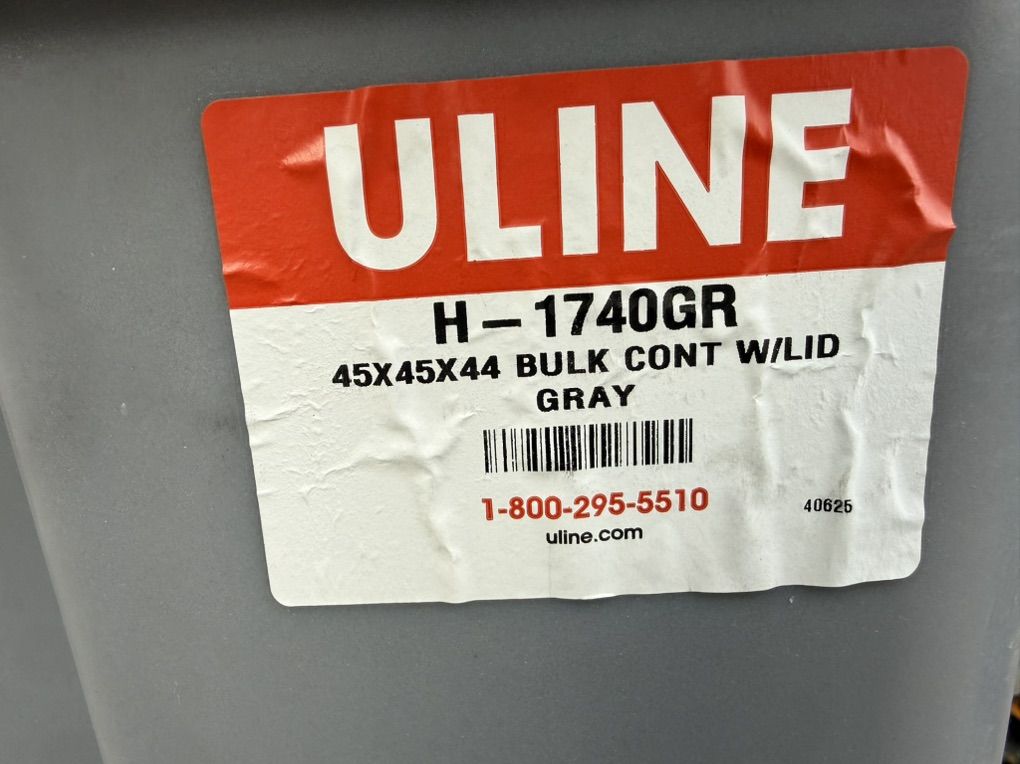 ULINE
H-1740GR
45X45X44 BULK CONT W/LID
GRAY
1-800-295-5510
40625
uline.com